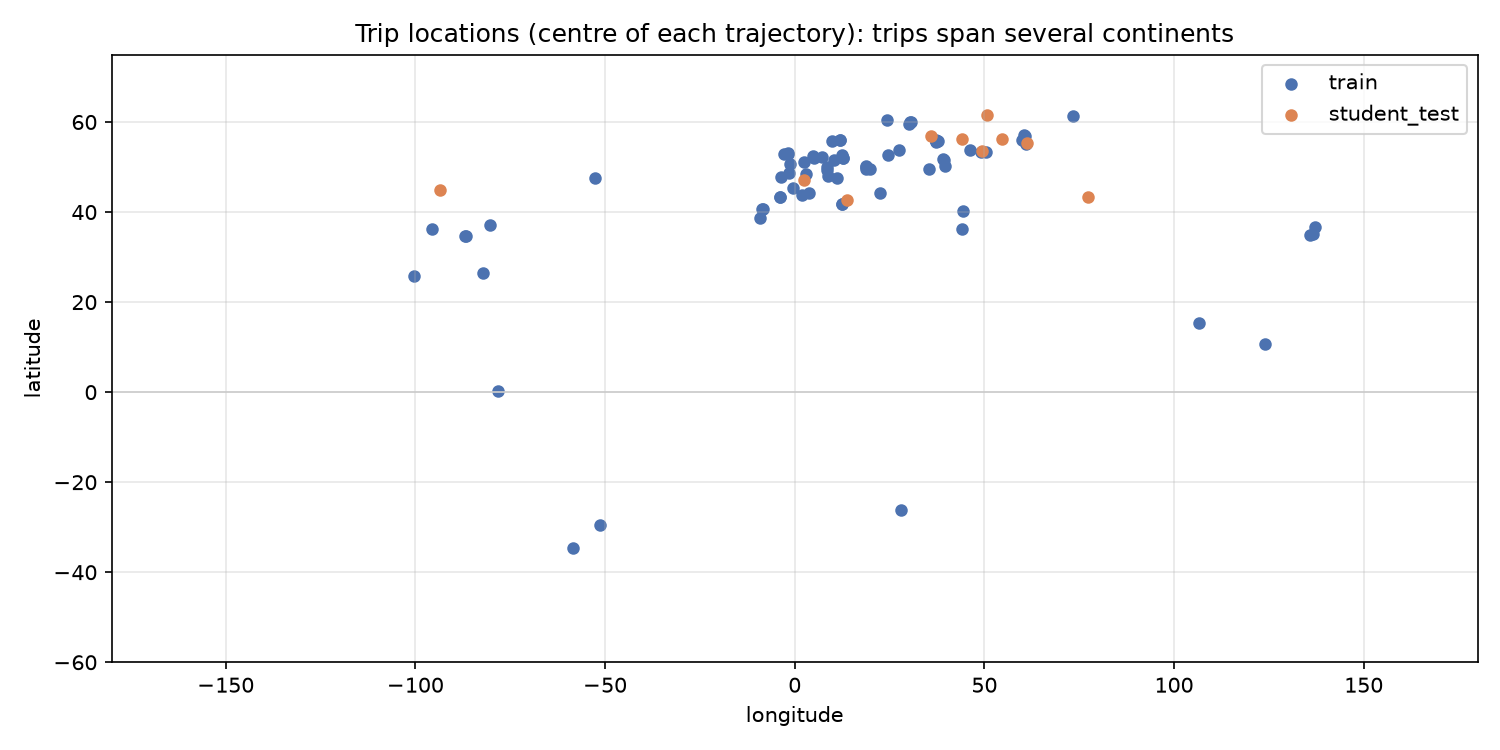 Trip locations (centre of each trajectory): trips span several continents
train
student_test
60
40
20
0
−20
−40
−60
latitude
−150
−100
−50
0
50
100
150
longitude